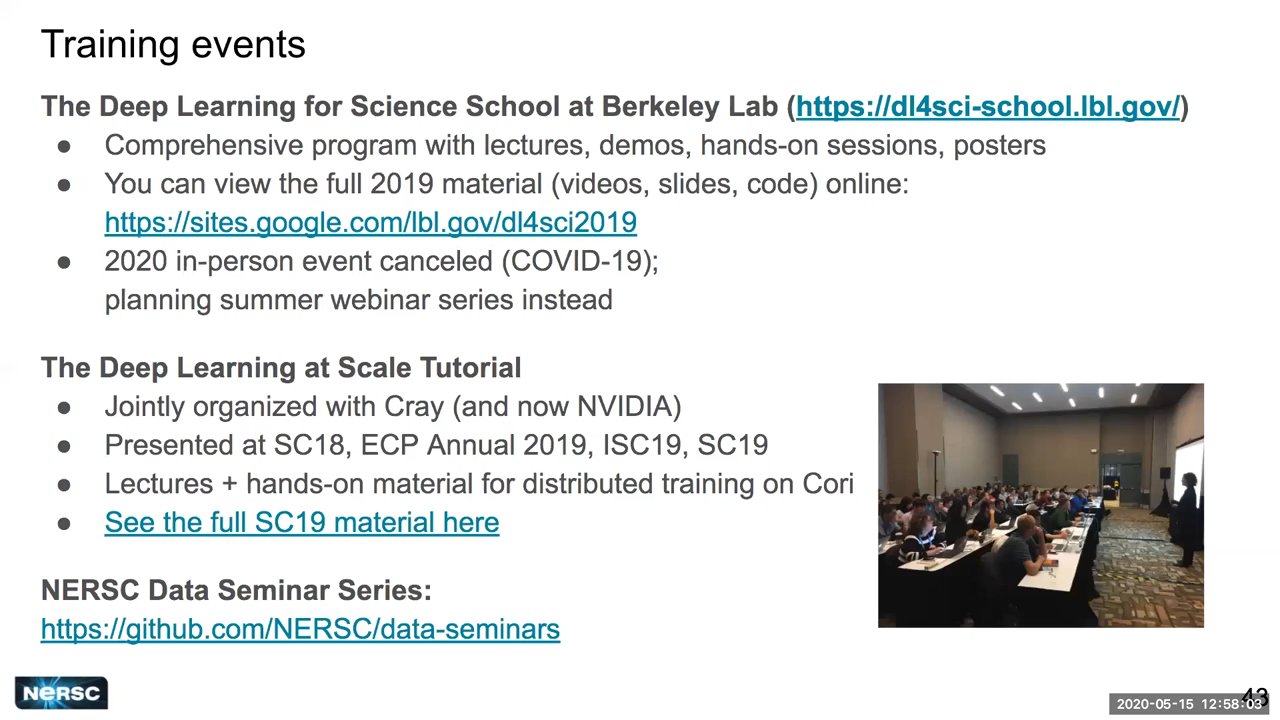 Training events
The Deep Learning for Science School at Berkeley Lab (https://dl4sci-school.lbl.gov/)
● Comprehensive program with lectures, demos, hands-on sessions, posters
● You can view the full 2019 material (videos, slides, code) online:
https://sites.google.com/lbl.gov/dl4sci2019
● 2020 in-person event canceled (COVID-19);
planning summer webinar series instead
The Deep Learning at Scale Tutorial
● Jointly organized with Cray (and now NVIDIA)
● Presented at SC18, ECP Annual 2019, ISC19, SC19
● Lectures + hands-on material for distributed training on Cori
● See the full SC19 material here
NERSC Data Seminar Series:
https://github.com/NERSC/data-seminars
NERSC
43
2020-05-15 12:58:03